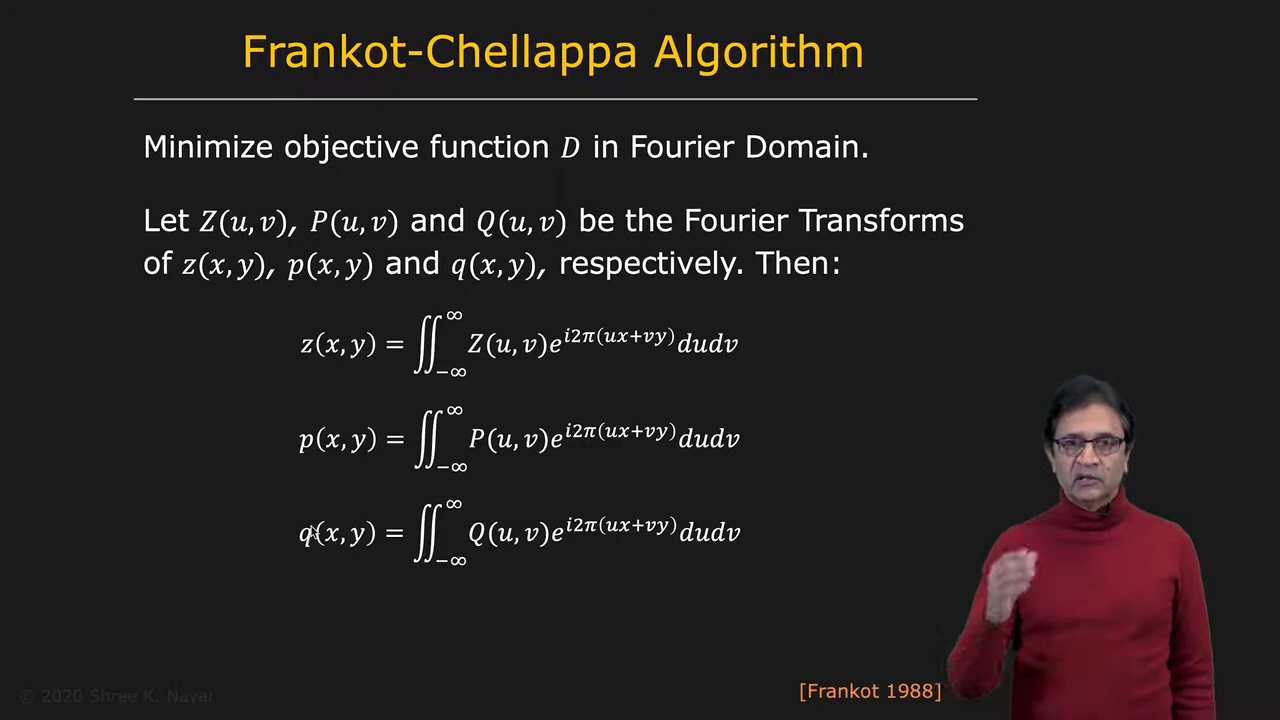 Frankot-Chellappa Algorithm
Minimize objective function D in Fourier Domain.
Let Z(u, v), P(u, v) and Q(u, v) be the Fourier Transforms
of z(x, y), p(x, y) and q(x, y), respectively. Then:
z(x, y) = ∬_{-∞}^{∞} Z(u, v)e^{i2π(ux+vy)}dudv
p(x, y) = ∬_{-∞}^{∞} P(u, v)e^{i2π(ux+vy)}dudv
q(x, y) = ∬_{-∞}^{∞} Q(u, v)e^{i2π(ux+vy)}dudv
© 2020 Shree K. Nayar
[Frankot 1988]